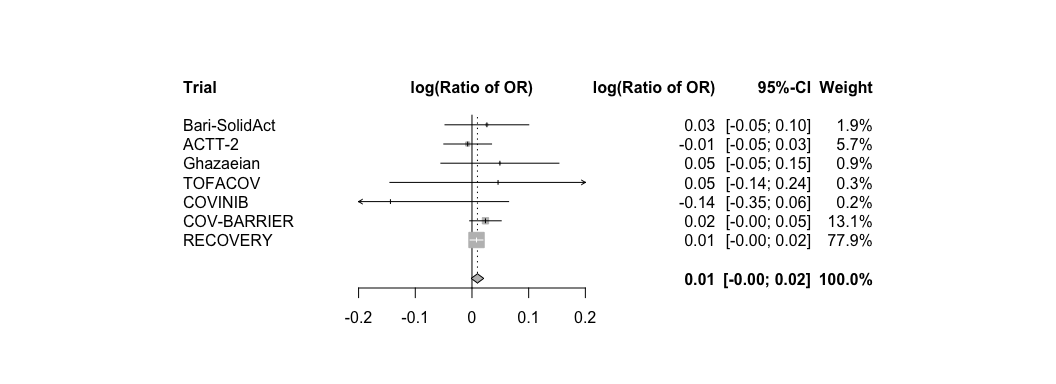 Trial log(Ratio of OR) log(Ratio of OR) 95%-CI Weight
Bari-SolidAct 0.03 [-0.05; 0.10] 1.9%
ACTT-2 -0.01 [-0.05; 0.03] 5.7%
Ghazaeian 0.05 [-0.05; 0.15] 0.9%
TOFACOV 0.05 [-0.14; 0.24] 0.3%
COVINIB -0.14 [-0.35; 0.06] 0.2%
COV-BARRIER 0.02 [-0.00; 0.05] 13.1%
RECOVERY 0.01 [-0.00; 0.02] 77.9%
0.01 [-0.00; 0.02] 100.0%
-0.2 -0.1 0 0.1 0.2